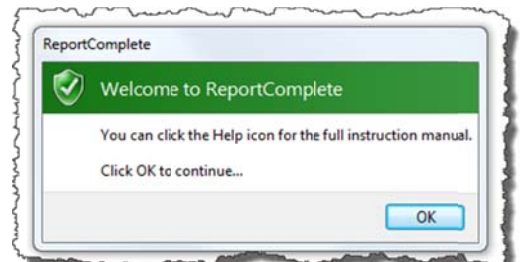 ReportComplete
Welcome to ReportComplete
You can click the Help icon for the full instruction manual.
Click OK to continue...
OK